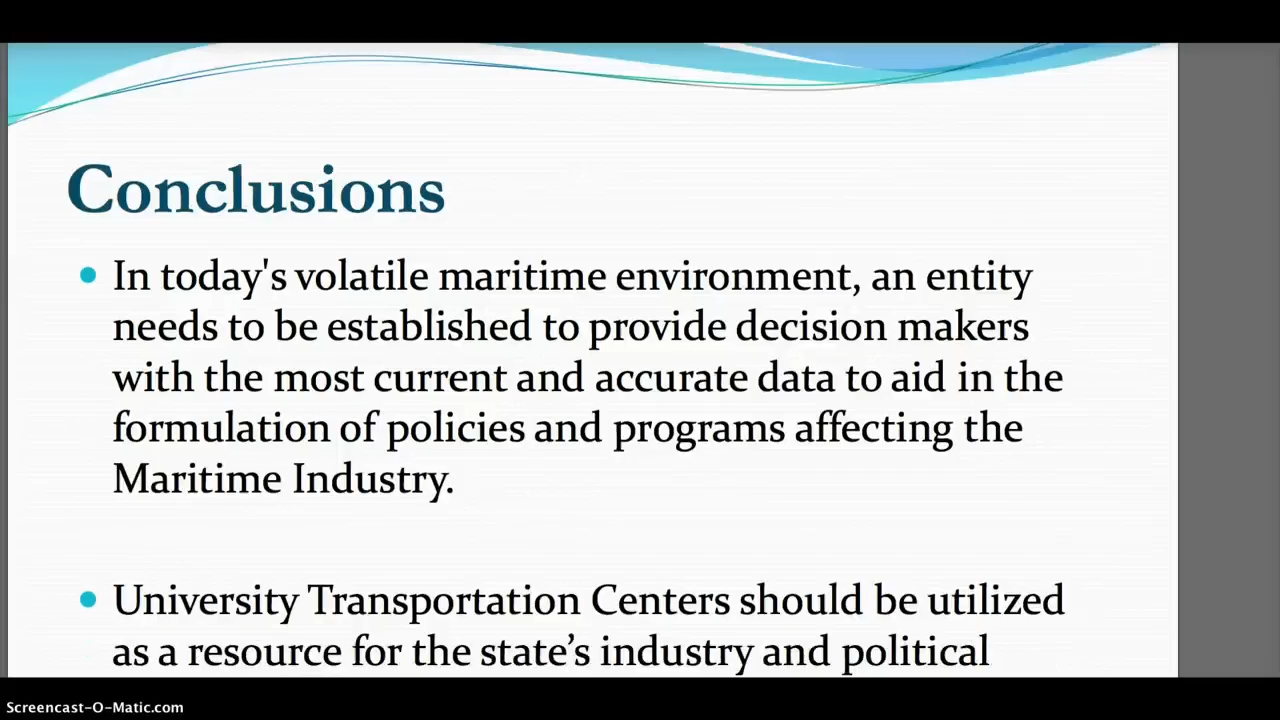 Conclusions
In today's volatile maritime environment, an entity
needs to be established to provide decision makers
with the most current and accurate data to aid in the
formulation of policies and programs affecting the
Maritime Industry.
University Transportation Centers should be utilized
as a resource for the state’s industry and political
Screencast-O-Matic.com